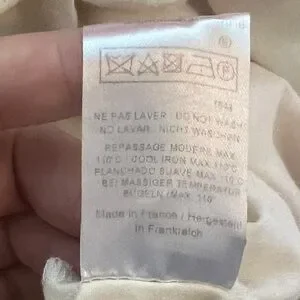 NE PAS LAVER / DO NOT WASH
NO LAVAR. NICHT WASCHEN
REPASSAGE MODERE MAX
110°C / COOL IRON MAX 110°C
PLANCHADO SUAVE MAX 110°C
BEI MASSIGER TEMPERATUR
BÜGELN (MAX. 110°
Made in France / Hergestellt
in Frankreich